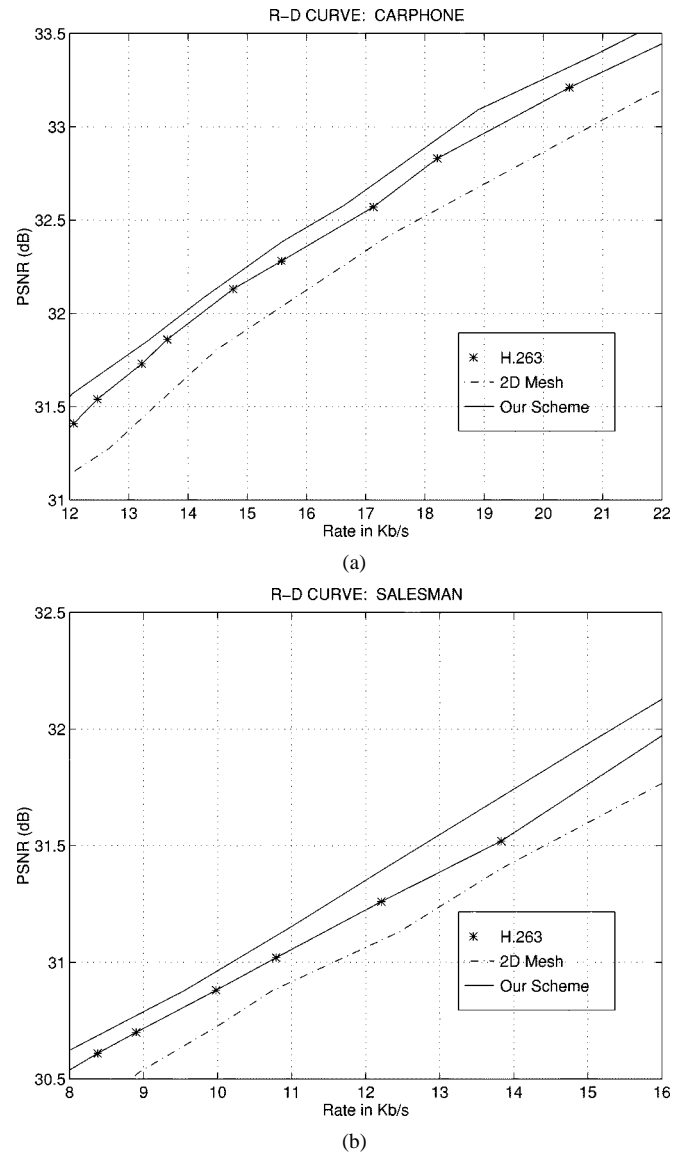 R–D CURVE: CARPHONE
33.5
33
32.5
32
31.5
31
PSNR (dB)
H.263
2D Mesh
Our Scheme
12 13 14 15 16 17 18 19 20 21 22
Rate in Kb/s
(a)
R–D CURVE: SALESMAN
32.5
32
31.5
31
30.5
PSNR (dB)
H.263
2D Mesh
Our Scheme
8 9 10 11 12 13 14 15 16
Rate in Kb/s
(b)